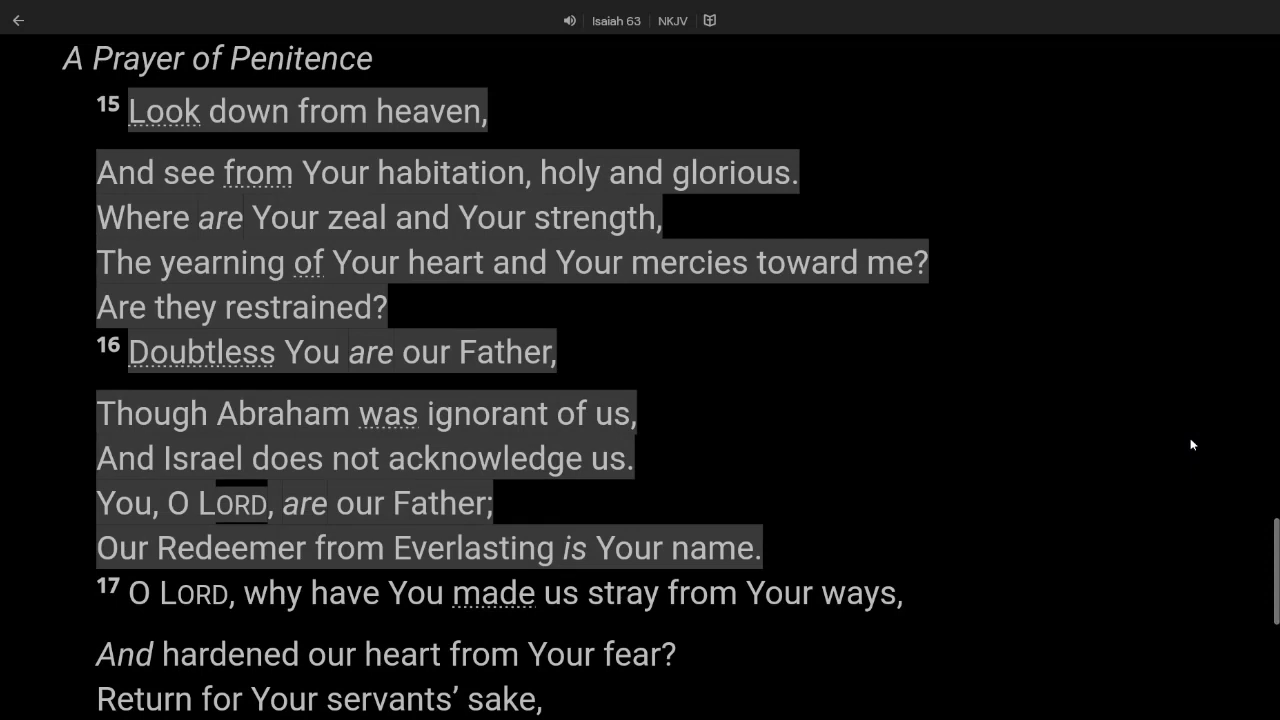 Isaiah 63 NKJV
A Prayer of Penitence
15 Look down from heaven,
And see from Your habitation, holy and glorious.
Where are Your zeal and Your strength,
The yearning of Your heart and Your mercies toward me?
Are they restrained?
16 Doubtless You are our Father,
Though Abraham was ignorant of us,
And Israel does not acknowledge us.
You, O LORD, are our Father;
Our Redeemer from Everlasting is Your name.
17 O LORD, why have You made us stray from Your ways,
And hardened our heart from Your fear?
Return for Your servants’ sake,